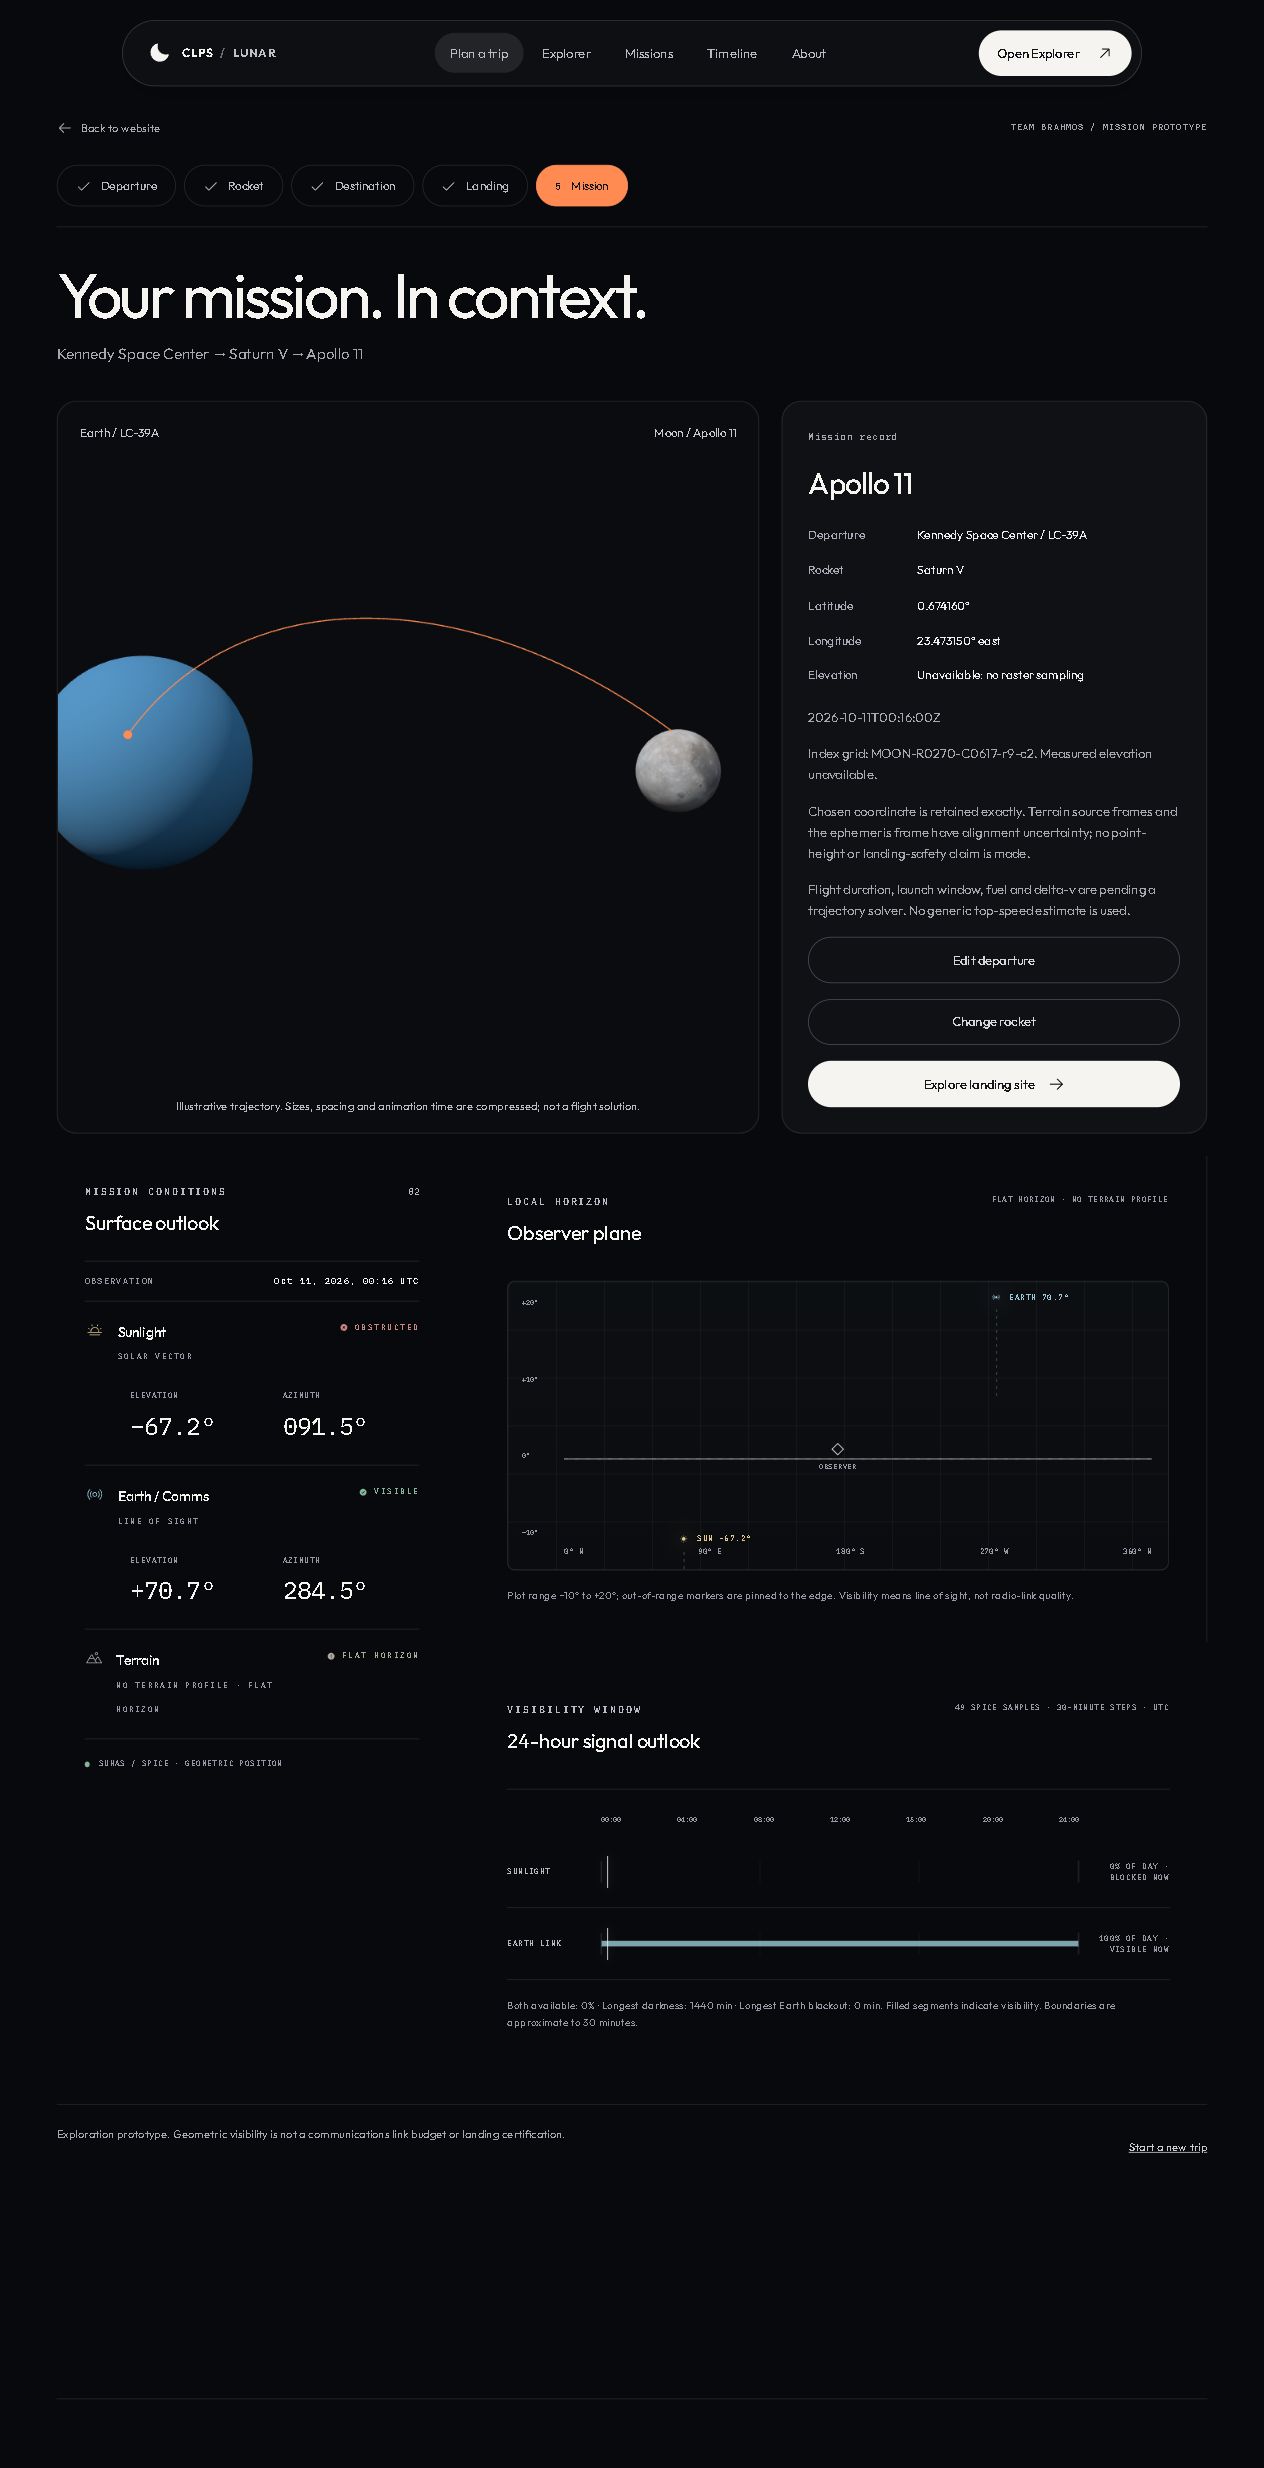 CLPS / LUNAR
Plan a trip
Explorer
Missions
Timeline
About
Open Explorer
Back to website
TEAM BRAHMOS / MISSION PROTOTYPE
Departure
Rocket
Destination
Landing
5 Mission
Your mission. In context.
Kennedy Space Center → Saturn V → Apollo 11
Earth / LC-39A
Moon / Apollo 11
Illustrative trajectory. Sizes, spacing and animation time are compressed; not a flight solution.
Mission record
Apollo 11
Departure Kennedy Space Center / LC-39A
Rocket Saturn V
Latitude 0.674160°
Longitude 23.473150° east
Elevation Unavailable: no raster sampling
2026-10-11T00:16:00Z
Index grid: MOON-R0270-C0617-r9-c2. Measured elevation
unavailable.
Chosen coordinate is retained exactly. Terrain source frames and
the ephemeris frame have alignment uncertainty; no point-
height or landing-safety claim is made.
Flight duration, launch window, fuel and delta-v are pending a
trajectory solver. No generic top-speed estimate is used.
Edit departure
Change rocket
Explore landing site
MISSION CONDITIONS 02
Surface outlook
OBSERVATION Oct 11, 2026, 00:16 UTC
Sunlight OBSTRUCTED
SOLAR VECTOR
ELEVATION AZIMUTH
−67.2° 091.5°
Earth / Comms VISIBLE
LINE OF SIGHT
ELEVATION AZIMUTH
+70.7° 284.5°
Terrain FLAT HORIZON
NO TERRAIN PROFILE · FLAT
HORIZON
SUHAS / SPICE · GEOMETRIC POSITION
LOCAL HORIZON FLAT HORIZON · NO TERRAIN PROFILE
Observer plane
+20°
EARTH 70.7°
+10°
0°
OBSERVER
−10°
SUN −67.2°
0° N 90° E 180° S 270° W 360° N
Plot range −10° to +20°; out-of-range markers are pinned to the edge. Visibility means line of sight, not radio-link quality.
VISIBILITY WINDOW 49 SPICE SAMPLES · 30-MINUTE STEPS · UTC
24-hour signal outlook
00:00 04:00 08:00 12:00 16:00 20:00 24:00
SUNLIGHT
0% OF DAY ·
BLOCKED NOW
EARTH LINK
100% OF DAY ·
VISIBLE NOW
Both available: 0% · Longest darkness: 1440 min · Longest Earth blackout: 0 min. Filled segments indicate visibility. Boundaries are
approximate to 30 minutes.
Exploration prototype. Geometric visibility is not a communications link budget or landing certification.
Start a new trip